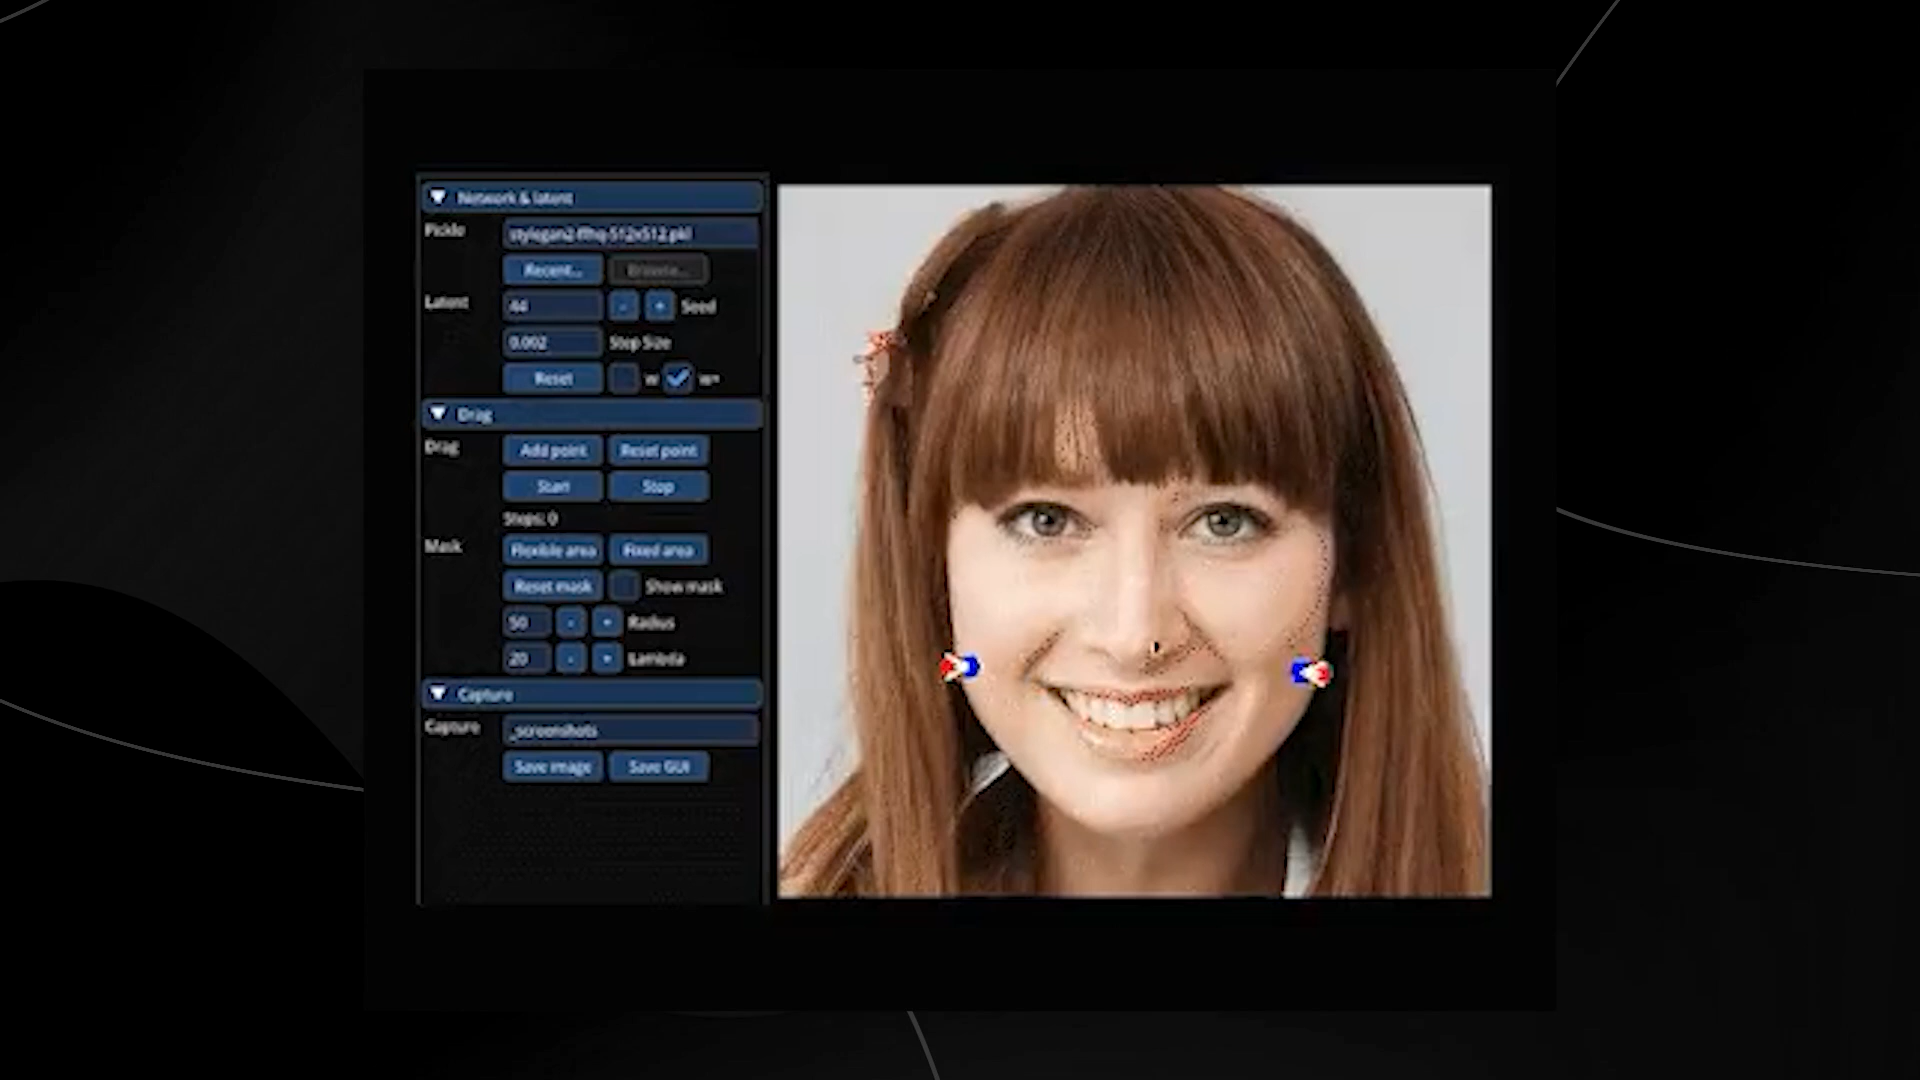 Network & latent
Pickle
stylegan2-ffhq-512x512.pkl
Recent...
Browse...
Latent
44
-
+
Seed
0.002
Step Size
Reset
w
w+
Drag
Drag
Add point
Reset point
Start
Stop
Steps: 0
Mask
Flexible area
Fixed area
Reset mask
Show mask
50
-
+
Radius
20
-
+
Lambda
Capture
Capture
_screenshots
Save image
Save GUI